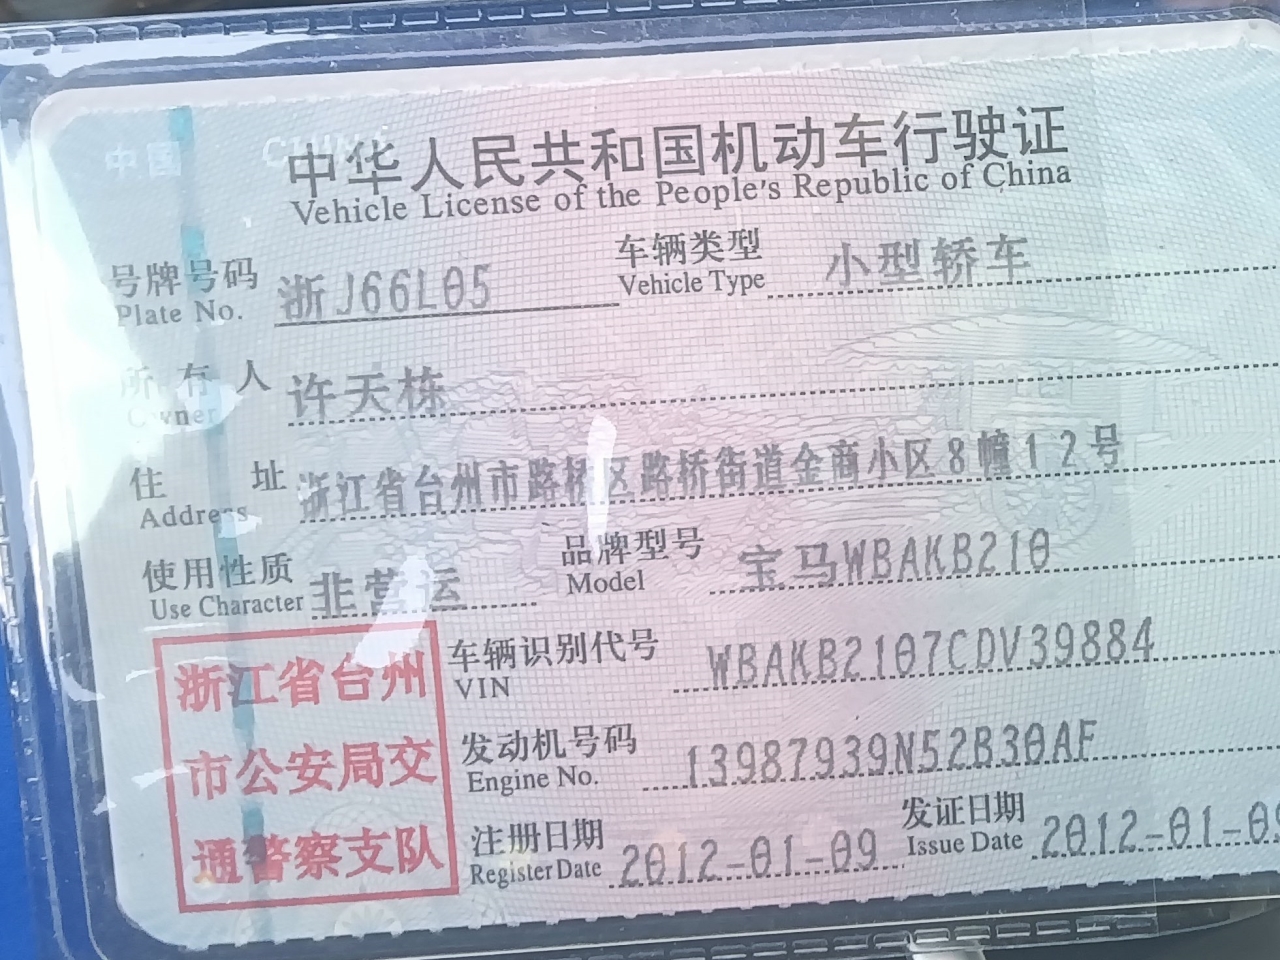 中国 CHINA
中华人民共和国机动车行驶证
Vehicle License of the People's Republic of China
号牌号码 浙J66L05 车辆类型 小型轿车
Plate No. Vehicle Type
所有人 许天栋
Owner
住址 浙江省台州市路桥区路桥街道金商小区8幢12号
Address
使用性质 非营运 品牌型号 宝马WBAKB210
Use Character Model
浙江省台州
市公安局交
通警察支队
车辆识别代号 WBAKB2107CDV39884
VIN
发动机号码 13987939N52B30AF
Engine No.
注册日期 2012-01-09 发证日期 2012-01-09
Register Date Issue Date